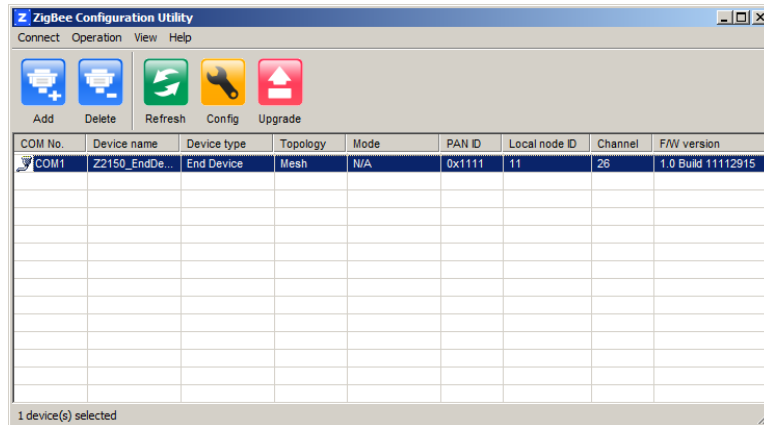 Z ZigBee Configuration Utility
Connect Operation View Help
Add Delete Refresh Config Upgrade
COM No. Device name Device type Topology Mode PAN ID Local node ID Channel F/W version
COM1 Z2150_EndDe... End Device Mesh N/A 0x1111 11 26 1.0 Build 11112915
1 device(s) selected